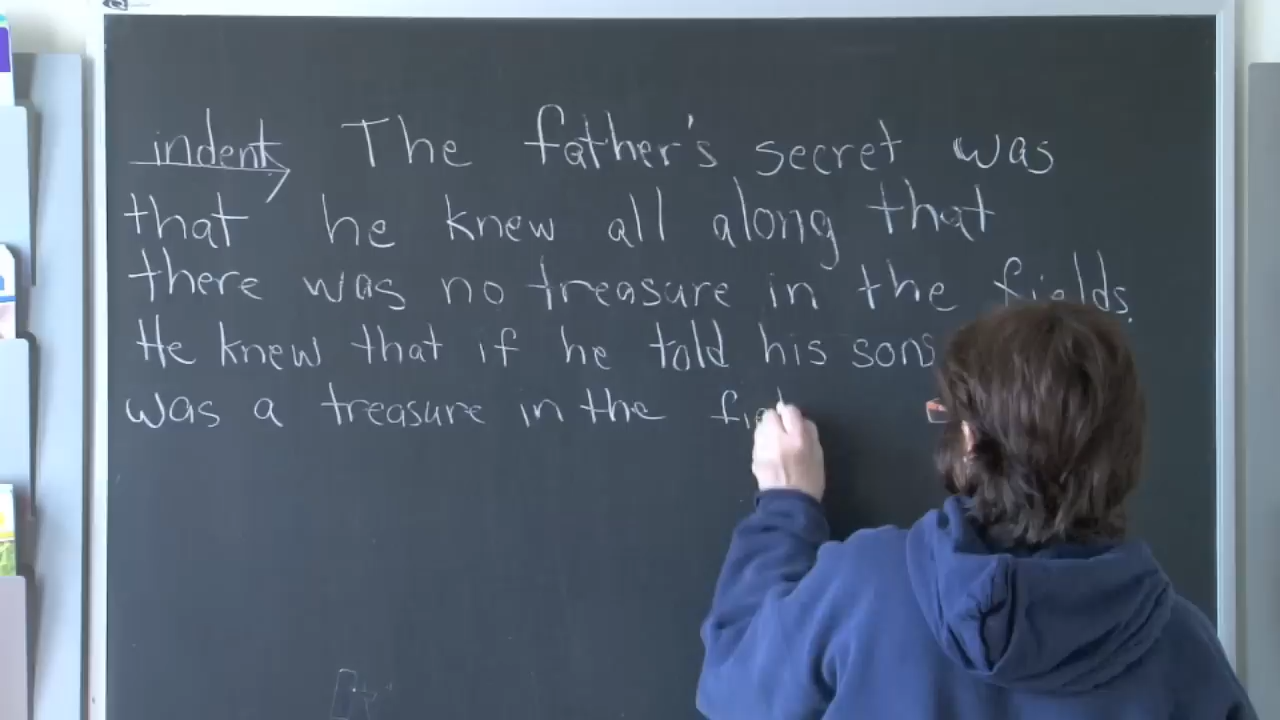 indent The father's secret was
that he knew all along that
there was no treasure in the fields.
He knew that if he told his sons
was a treasure in the